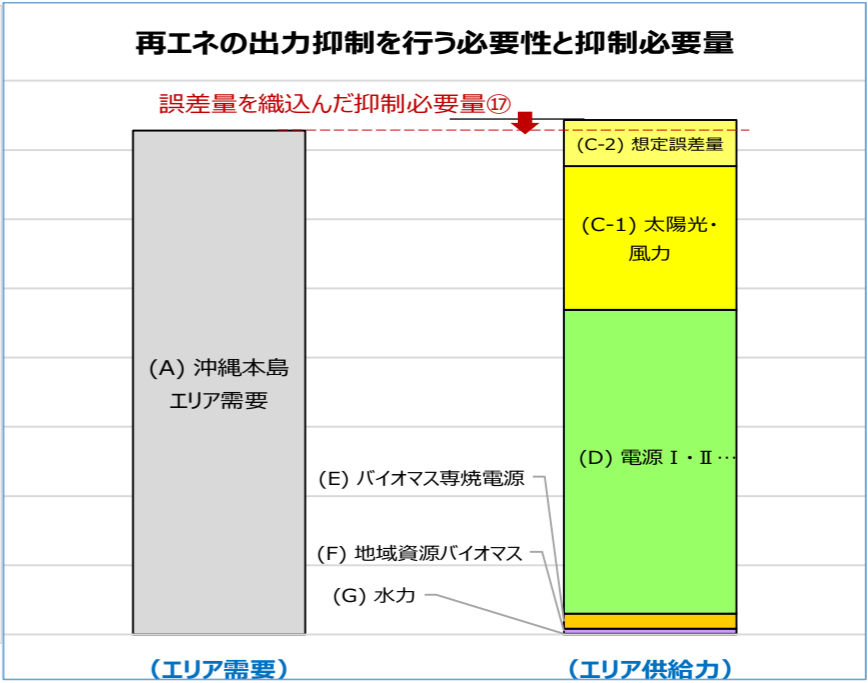 再エネの出力抑制を行う必要性と抑制必要量
誤差量を織込んだ抑制必要量⑰
(C-2) 想定誤差量
(C-1) 太陽光・
風力
(A) 沖縄本島
エリア需要
(D) 電源Ⅰ・Ⅱ…
(E) バイオマス専焼電源
(F) 地域資源バイオマス
(G) 水力
（エリア需要）
（エリア供給力）